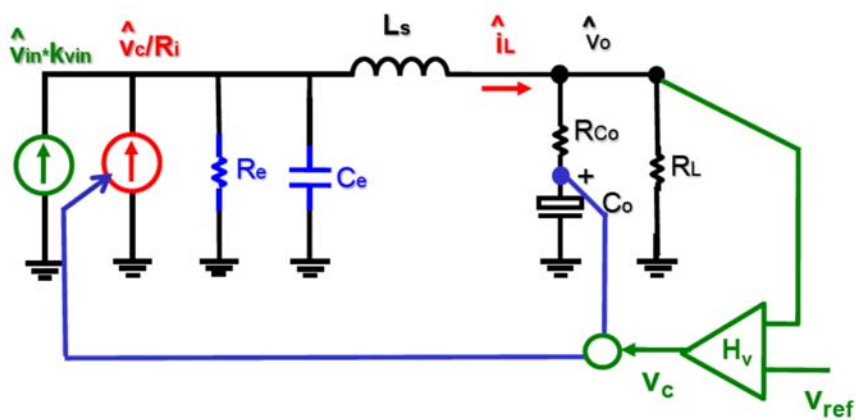 v̂in*kvin
v̂c/Ri
Ls
îL
v̂o
Re
Ce
RCo
+
Co
RL
Hv
vc
vref